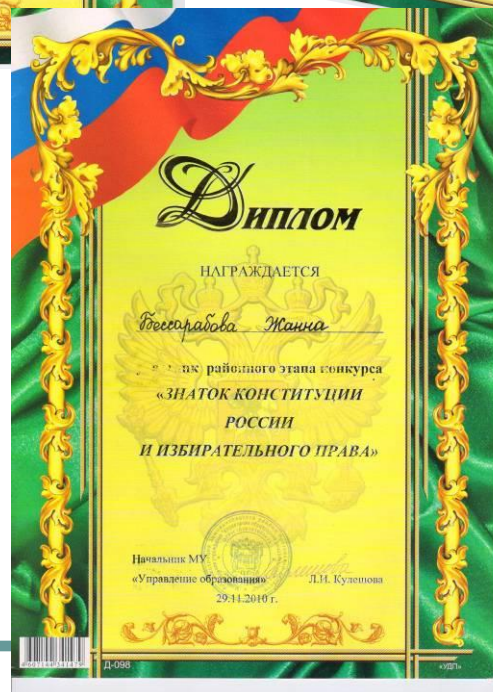 Диплом
НАГРАЖДАЕТСЯ
Бессарабова Жанна
районного этапа конкурса
«ЗНАТОК КОНСТИТУЦИИ
РОССИИ
И ИЗБИРАТЕЛЬНОГО ПРАВА»
Начальник МУ
«Управление образования» Л.И. Кулешова
29.11.2010 г.
Д-098 «УДП»